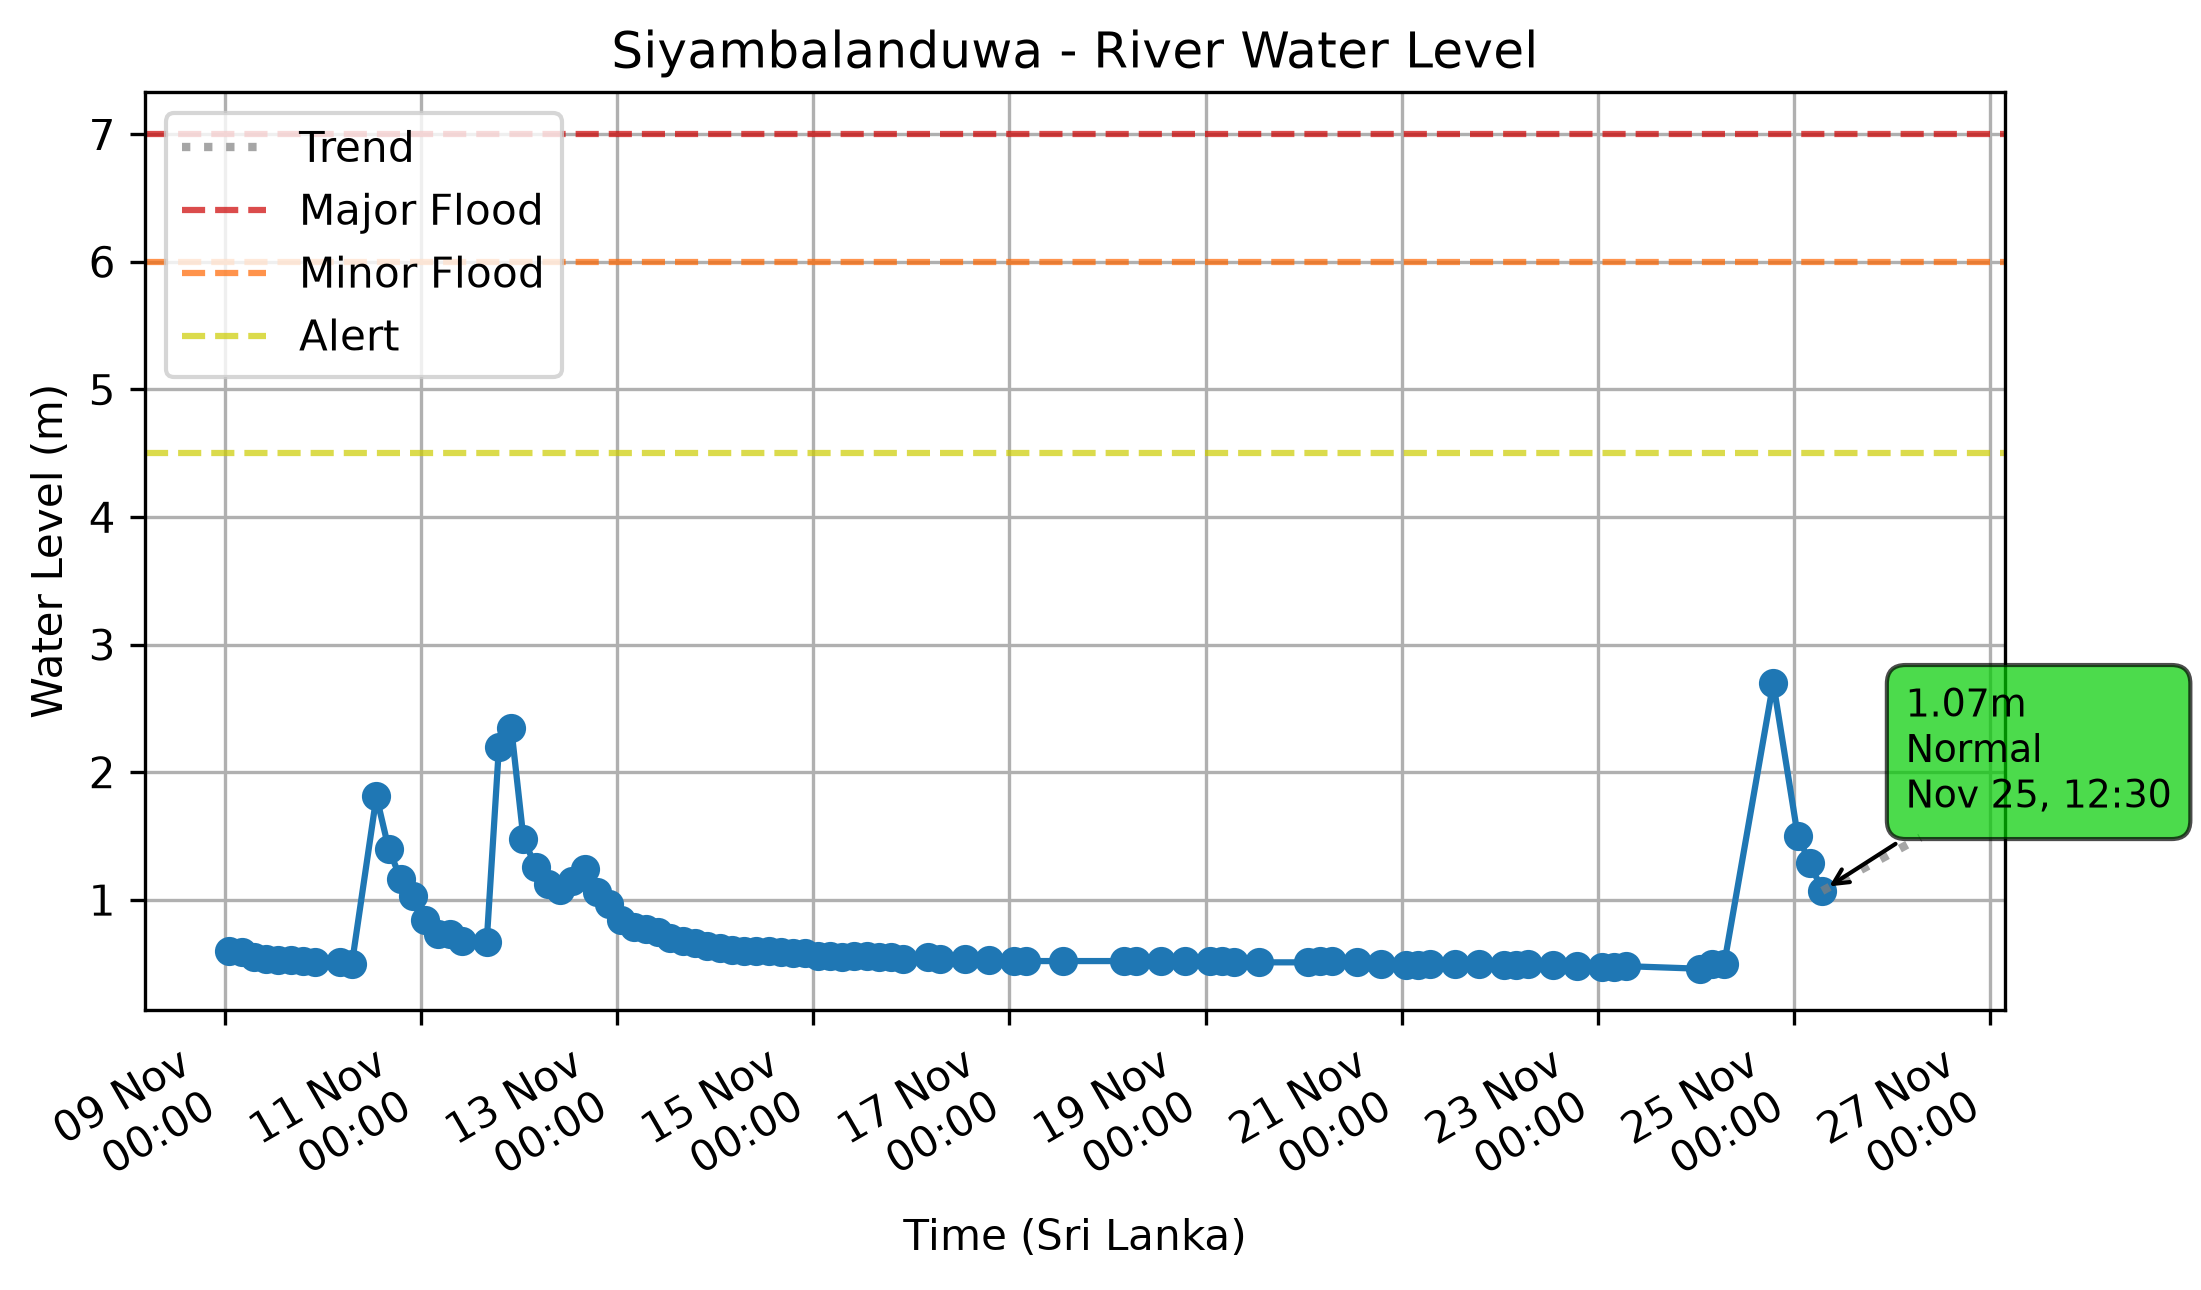 Siyambalanduwa - River Water Level
Trend
Major Flood
Minor Flood
Alert
7
6
5
4
3
2
1
Water Level (m)
1.07m
Normal
Nov 25, 12:30
09 Nov
00:00
11 Nov
00:00
13 Nov
00:00
15 Nov
00:00
17 Nov
00:00
19 Nov
00:00
21 Nov
00:00
23 Nov
00:00
25 Nov
00:00
27 Nov
00:00
Time (Sri Lanka)